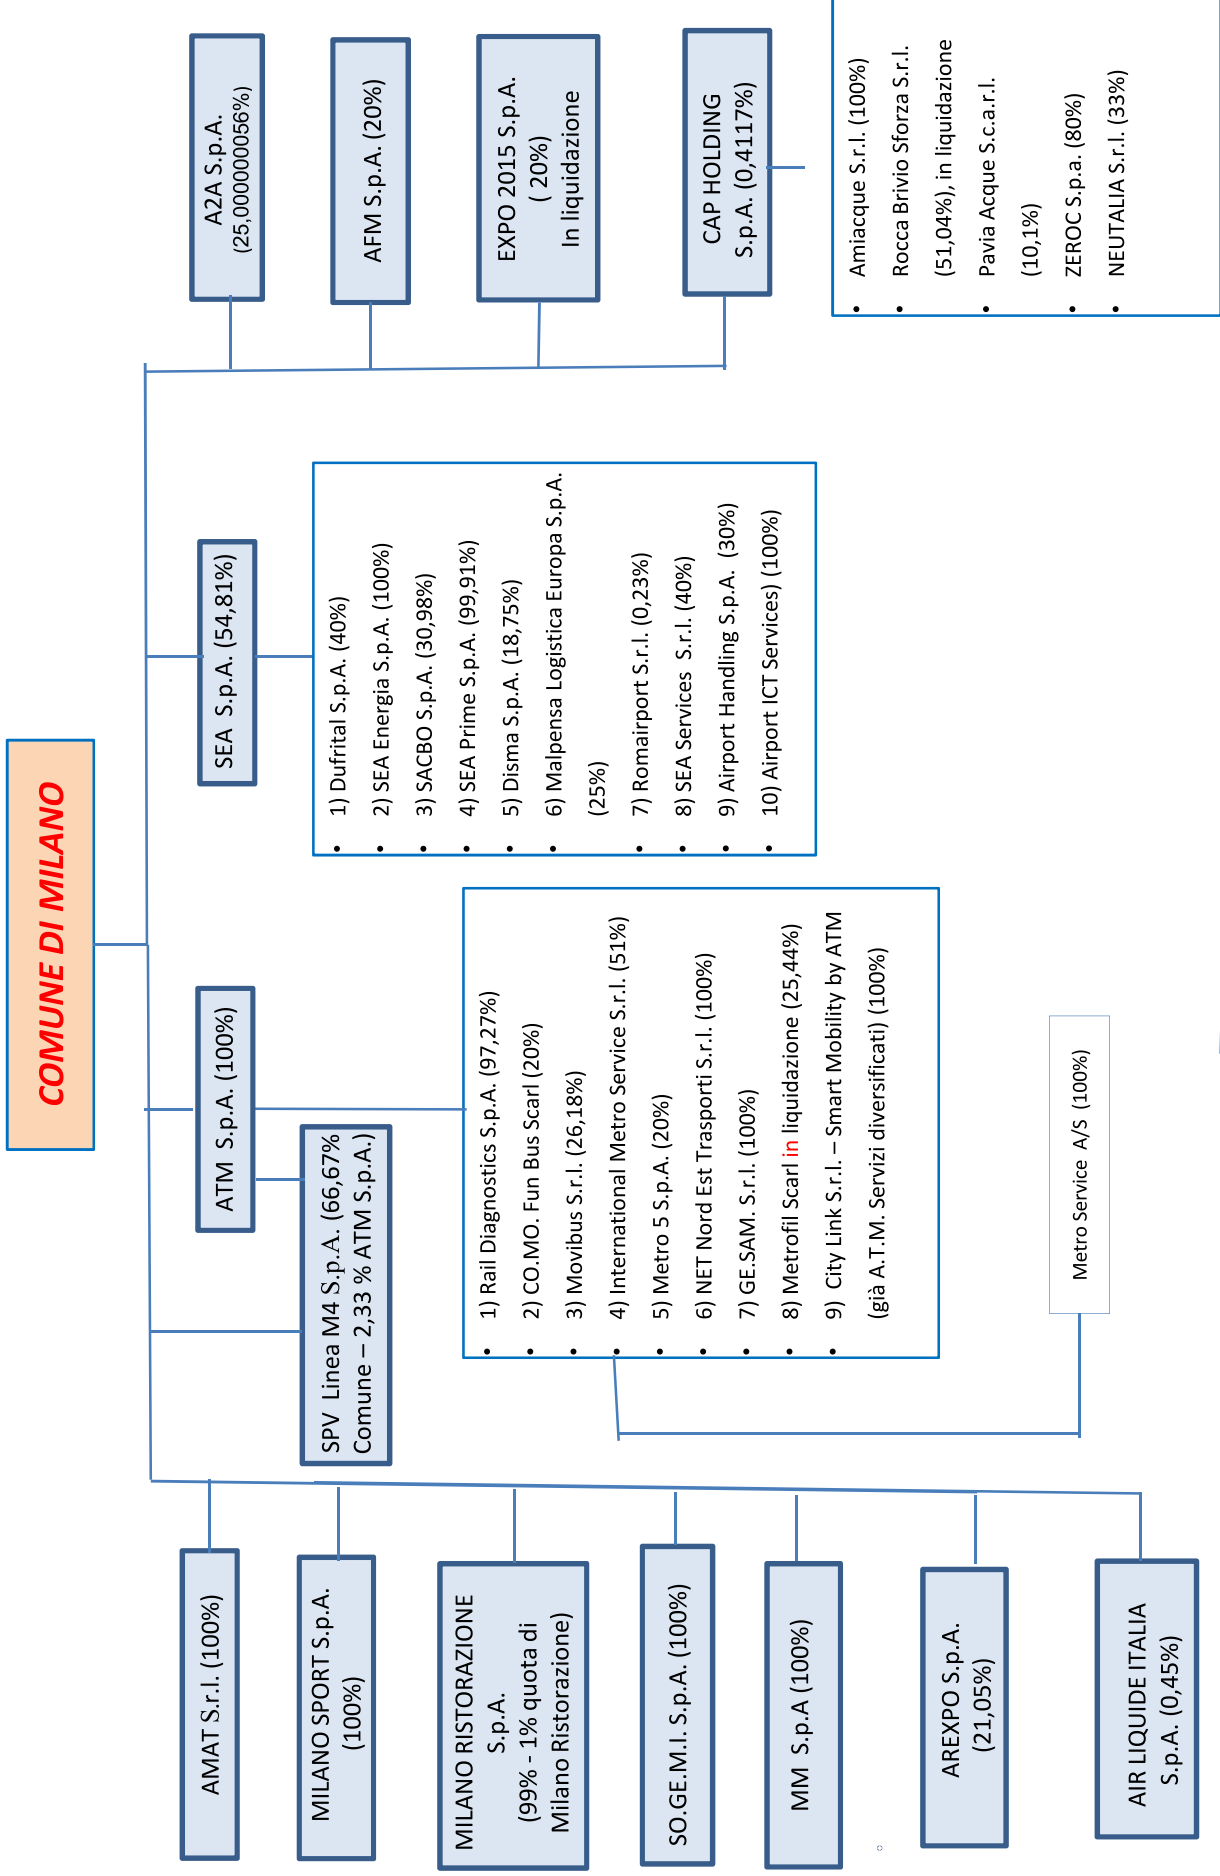 COMUNE DI MILANO
AMAT S.r.l. (100%)
MILANO SPORT S.p.A.
(100%)
MILANO RISTORAZIONE
S.p.A.
(99% - 1% quota di
Milano Ristorazione)
SO.GE.M.I. S.p.A. (100%)
MM S.p.A (100%)
AREXPO S.p.A.
(21,05%)
AIR LIQUIDE ITALIA
S.p.A. (0,45%)
ATM S.p.A. (100%)
SPV Linea M4 S.p.A. (66,67%
Comune – 2,33 % ATM S.p.A.)
• 1) Rail Diagnostics S.p.A. (97,27%)
• 2) CO.MO. Fun Bus Scarl (20%)
• 3) Movibus S.r.l. (26,18%)
• 4) International Metro Service S.r.l. (51%)
• 5) Metro 5 S.p.A. (20%)
• 6) NET Nord Est Trasporti S.r.l. (100%)
• 7) GE.SAM. S.r.l. (100%)
• 8) Metrofil Scarl in liquidazione (25,44%)
• 9) City Link S.r.l. – Smart Mobility by ATM
(già A.T.M. Servizi diversificati) (100%)
Metro Service A/S (100%)
SEA S.p.A. (54,81%)
• 1) Dufrital S.p.A. (40%)
• 2) SEA Energia S.p.A. (100%)
• 3) SACBO S.p.A. (30,98%)
• 4) SEA Prime S.p.A. (99,91%)
• 5) Disma S.p.A. (18,75%)
• 6) Malpensa Logistica Europa S.p.A.
(25%)
• 7) Romairport S.r.l. (0,23%)
• 8) SEA Services S.r.l. (40%)
• 9) Airport Handling S.p.A. (30%)
• 10) Airport ICT Services) (100%)
A2A S.p.A.
(25,000000056%)
AFM S.p.A. (20%)
EXPO 2015 S.p.A.
( 20%)
In liquidazione
CAP HOLDING
S.p.A. (0,4117%)
• Amiacque S.r.l. (100%)
• Rocca Brivio Sforza S.r.l.
(51,04%), in liquidazione
• Pavia Acque S.c.a.r.l.
(10,1%)
• ZEROC S.p.a. (80%)
• NEUTALIA S.r.l. (33%)